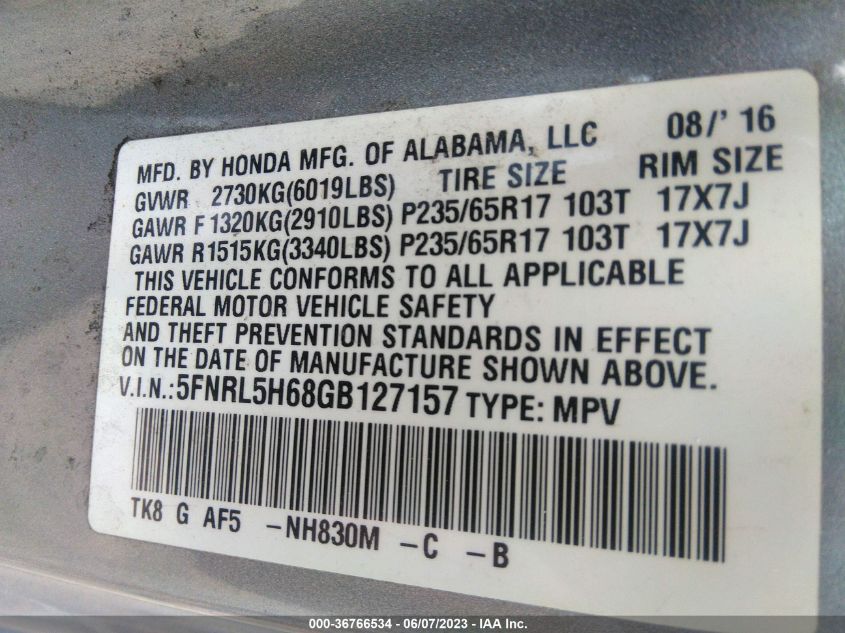 MFD. BY HONDA MFG. OF ALABAMA, LLC 08/' 16
GVWR 2730KG(6019LBS) TIRE SIZE RIM SIZE
GAWR F 1320KG(2910LBS) P235/65R17 103T 17X7J
GAWR R1515KG(3340LBS) P235/65R17 103T 17X7J
THIS VEHICLE CONFORMS TO ALL APPLICABLE
FEDERAL MOTOR VEHICLE SAFETY
AND THEFT PREVENTION STANDARDS IN EFFECT
ON THE DATE OF MANUFACTURE SHOWN ABOVE.
V.I.N.:5FNRL5H68GB127157 TYPE: MPV
TK8 G AF5 -NH830M -C -B
000-36766534 - 06/07/2023 - IAA Inc.